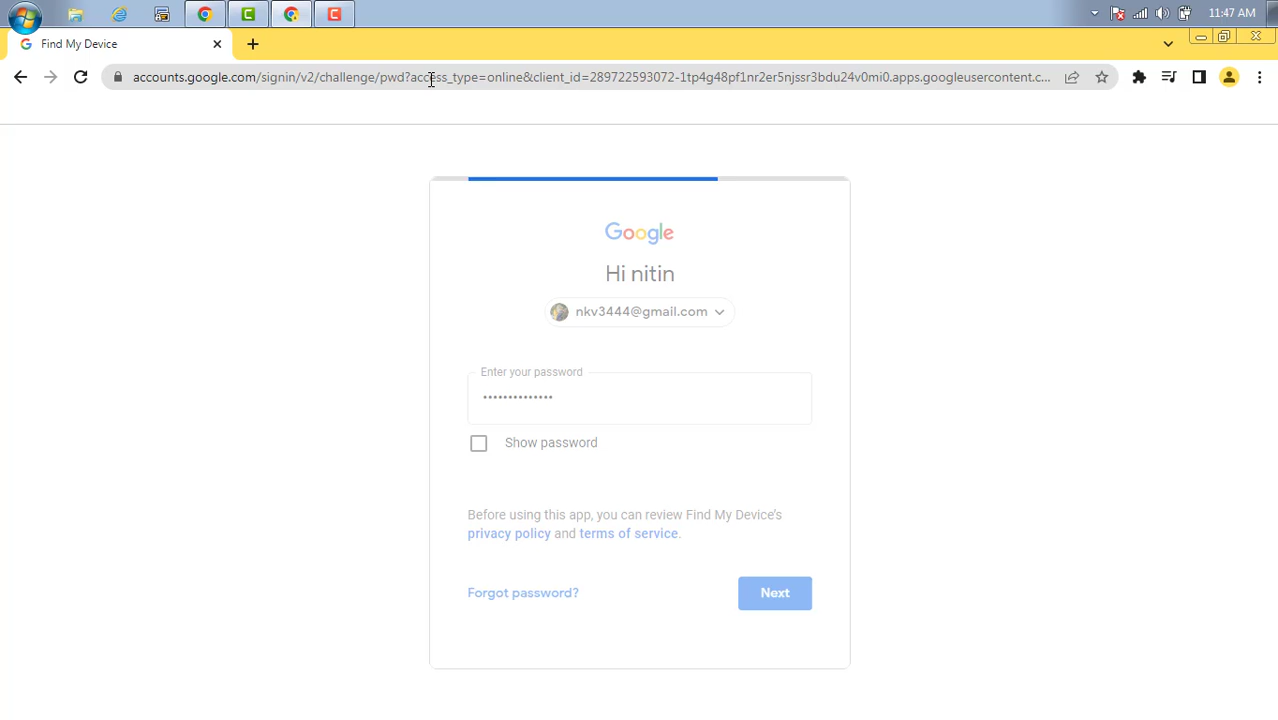 11:47 AM
Find My Device
accounts.google.com/signin/v2/challenge/pwd?access_type=online&client_id=289722593072-1tp4g48pf1nr2er5njssr3bdu24v0mi0.apps.googleusercontent.c...
Google
Hi nitin
nkv3444@gmail.com
Enter your password
••••••••••••••
Show password
Before using this app, you can review Find My Device's
privacy policy and terms of service.
Forgot password?
Next